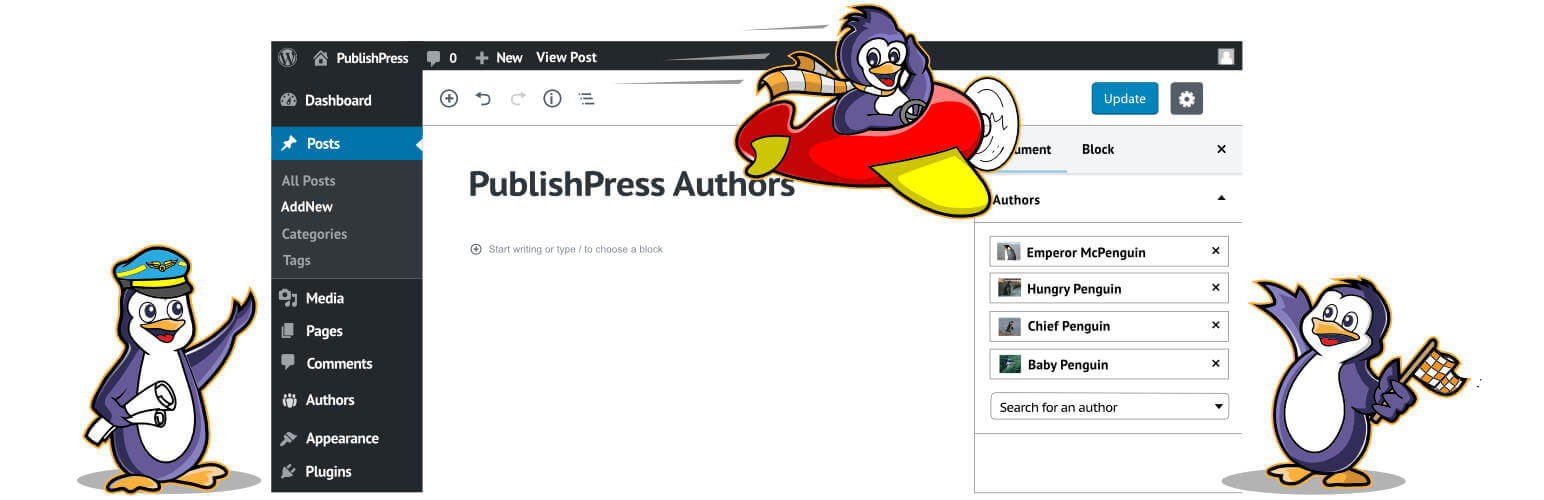 PublishPress 0 New View Post
Dashboard
Posts
All Posts
AddNew
Categories
Tags
Media
Pages
Comments
Authors
Appearance
Plugins
Update
PublishPress Authors
Start writing or type / to choose a block
ument Block
Authors
Emperor McPenguin
Hungry Penguin
Chief Penguin
Baby Penguin
Search for an author